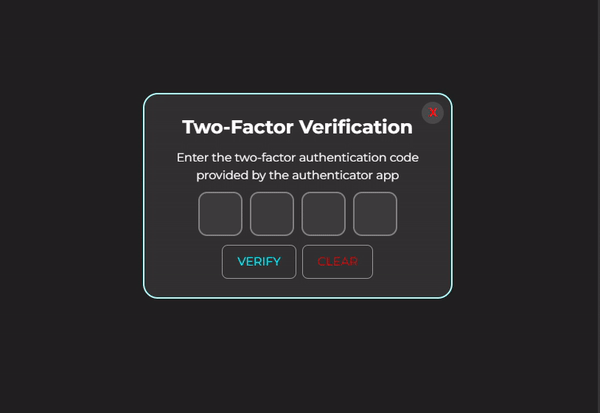 X
Two-Factor Verification
Enter the two-factor authentication code
provided by the authenticator app
VERIFY CLEAR